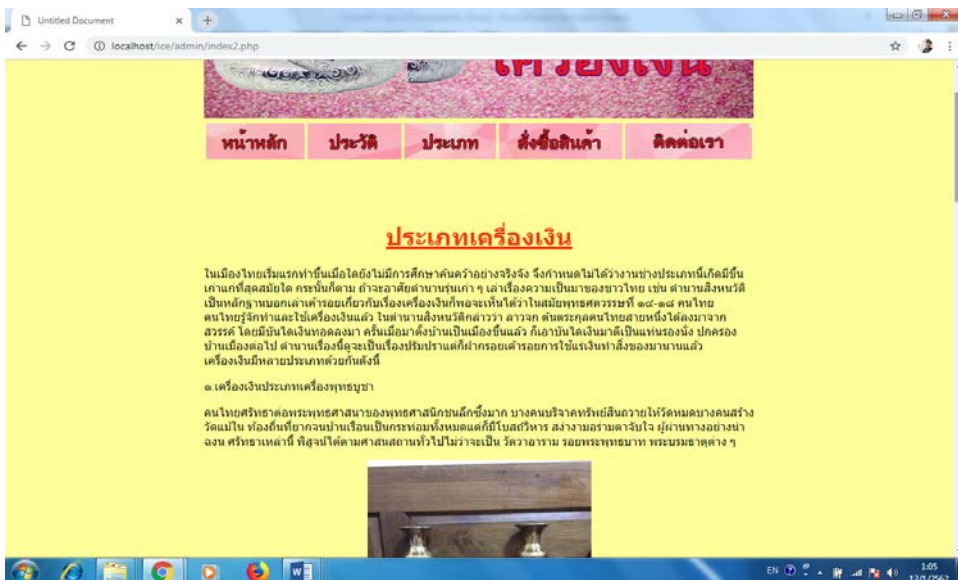 Untitled Document
localhost/ice/admin/index2.php
เครื่องเงิน
หน้าหลัก ประวัติ ประเภท สั่งซื้อสินค้า ติดต่อเรา
ประเภทเครื่องเงิน
ในเมืองไทยเริ่มแรกทำขึ้นเมื่อใดยังไม่มีการศึกษาค้นคว้าอย่างจริงจัง จึงกำหนดไม่ได้ว่างานช่างประเภทนี้เกิดมีขึ้น
เก่าแก่ที่สุดสมัยใด กระนั้นก็ตาม ถ้าจะอาศัยตำนานรุ่นเก่า ๆ เล่าเรื่องความเป็นมาของชาวไทย เช่น ตำนานสิงหนวัติ
เป็นหลักฐานบอกเล่าเค้ารอยเกี่ยวกับเรื่องเครื่องเงินก็พอจะเห็นได้ว่าในสมัยพุทธศตวรรษที่ ๑๔-๑๘ คนไทย
คนไทยรู้จักทำและใช้เครื่องเงินแล้ว ในตำนานสิงหนวัติกล่าวว่า ลาวจก ต้นตระกูลคนไทยสายหนึ่งได้ลงมาจาก
สวรรค์ โดยมีบันไดเงินทอดลงมา ครั้นเมื่อมาตั้งบ้านเป็นเมืองขึ้นแล้ว ก็เอาบันไดเงินมาตีเป็นแท่นรองนั่ง ปกครอง
บ้านเมืองต่อไป ตำนานเรื่องนี้ดูจะเป็นเรื่องปรัมปราแต่ก็ฝากรอยเค้ารอยการใช้แร่เงินทำสิ่งของมานานแล้ว
เครื่องเงินมีหลายประเภทด้วยกันดังนี้
๑.เครื่องเงินประเภทเครื่องพุทธบูชา
คนไทยศรัทธาต่อพระพุทธศาสนาของพุทธศาสนิกชนลึกซึ้งมาก บางคนบริจาคทรัพย์สินถวายให้วัดหมดบางคนสร้าง
วัดแม้ใน ท้องถิ่นที่ยากจนบ้านเรือนเป็นกระท่อมทั้งหมดแต่ก็มีโบสถ์วิหาร สง่างามอร่ามตาจับใจ ผู้ผ่านทางอย่างน่า
ฉงน ศรัทธาเหล่านี้ พิสูจน์ได้ตามศาสนสถานทั่วไปไม่ว่าจะเป็น วัดวาอาราม รอยพระพุทธบาท พระบรมธาตุต่าง ๆ
EN 1:05
13/1/2562